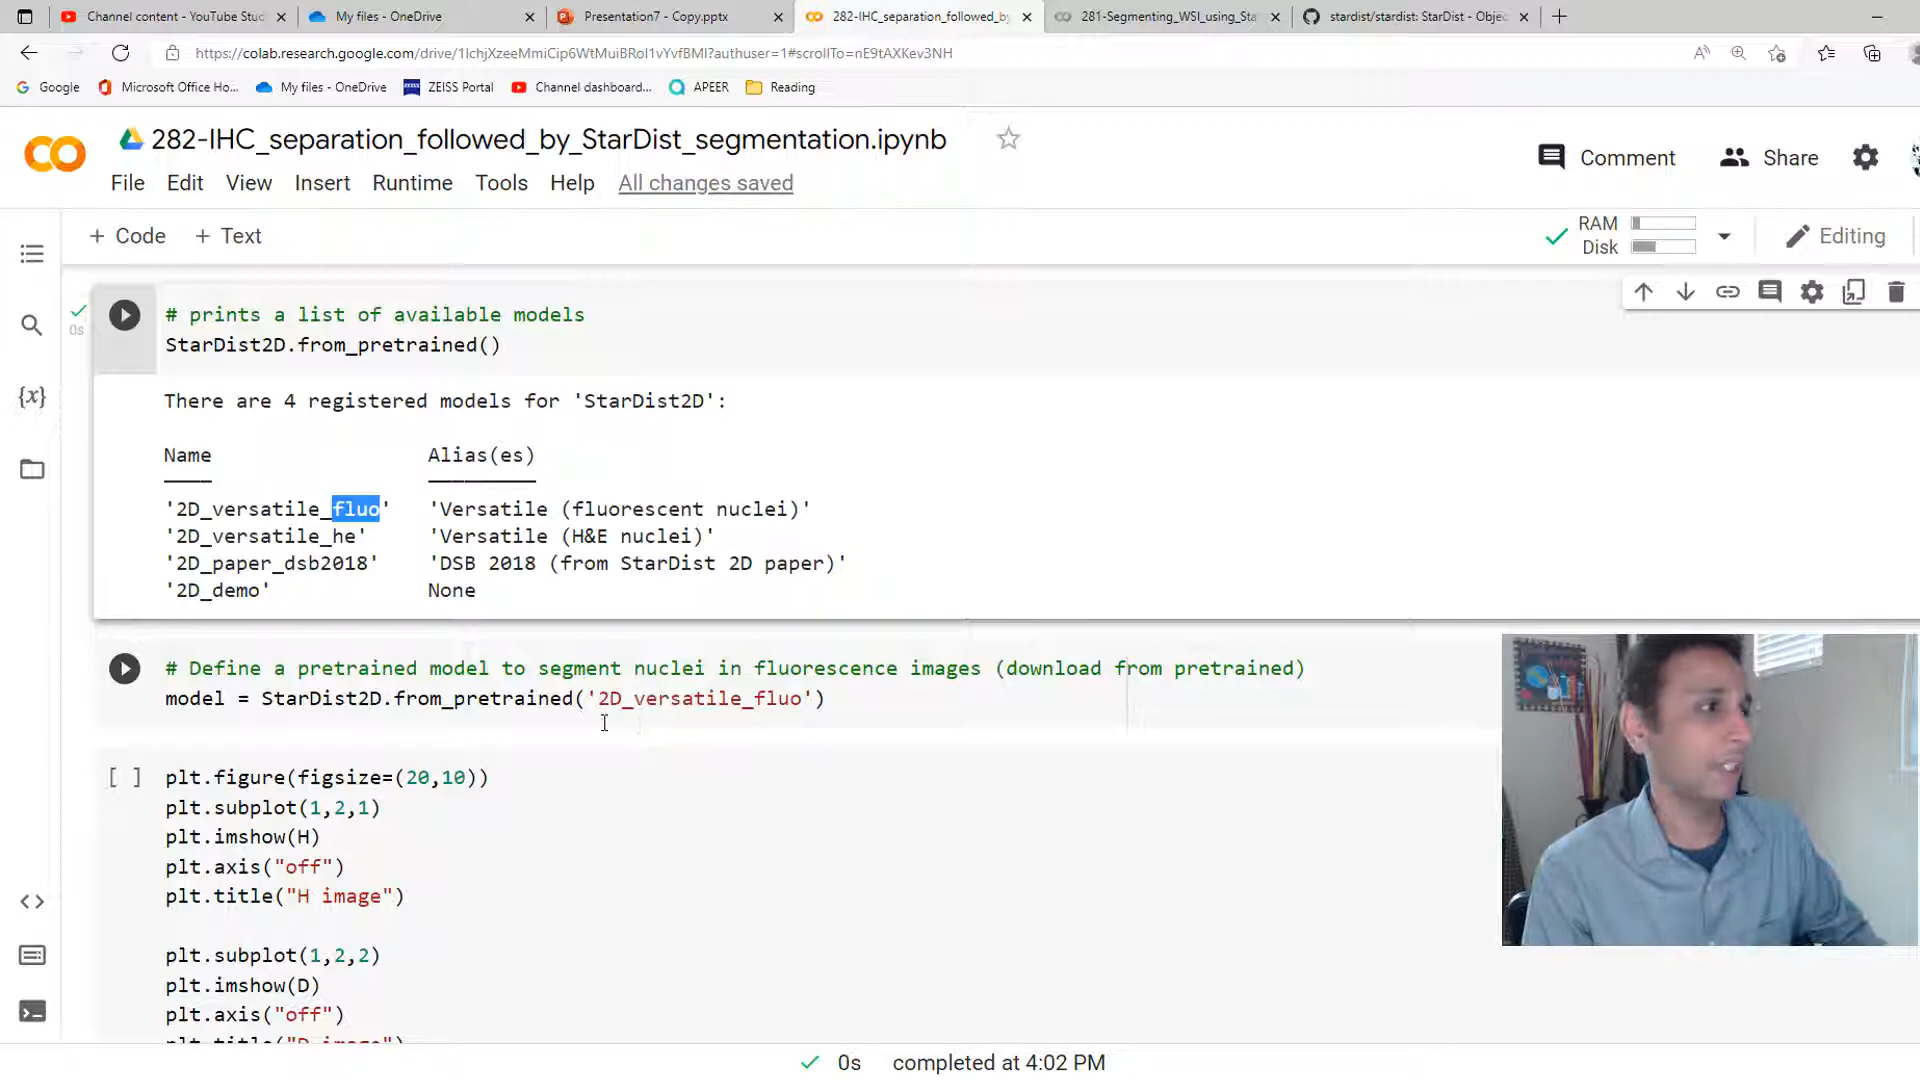 Channel content - YouTube Stud
My files - OneDrive
Presentation7 - Copy.pptx
282-IHC_separation_followed_by
281-Segmenting_WSI_using_Sta
stardist/stardist: StarDist - Objec
https://colab.research.google.com/drive/1lchjXzeeMmiCip6WtMuiBRoI1vYvfBMI?authuser=1#scrollTo=nE9tAXKev3NH
Google
Microsoft Office Ho...
My files - OneDrive
ZEISS Portal
Channel dashboard...
APEER
Reading
282-IHC_separation_followed_by_StarDist_segmentation.ipynb
Comment
Share
File Edit View Insert Runtime Tools Help All changes saved
+ Code + Text
RAM
Disk
Editing
0s
# prints a list of available models
StarDist2D.from_pretrained()
There are 4 registered models for 'StarDist2D':
Name Alias(es)
'2D_versatile_fluo' 'Versatile (fluorescent nuclei)'
'2D_versatile_he' 'Versatile (H&E nuclei)'
'2D_paper_dsb2018' 'DSB 2018 (from StarDist 2D paper)'
'2D_demo' None
# Define a pretrained model to segment nuclei in fluorescence images (download from pretrained)
model = StarDist2D.from_pretrained('2D_versatile_fluo')
[ ] plt.figure(figsize=(20,10))
plt.subplot(1,2,1)
plt.imshow(H)
plt.axis("off")
plt.title("H image")
plt.subplot(1,2,2)
plt.imshow(D)
plt.axis("off")
plt.title("D image")
0s completed at 4:02 PM